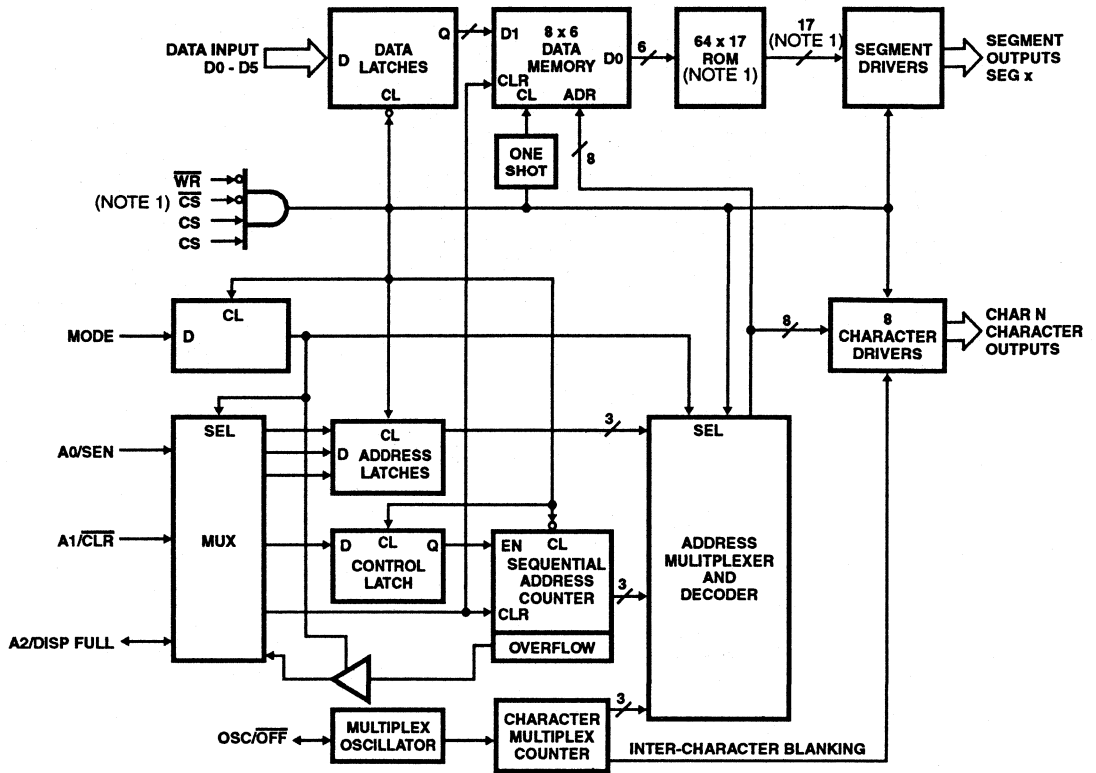 DATA INPUT
D0 - D5
D
DATA
LATCHES
Q
CL
D1
8 x 6
DATA
MEMORY
D0
CLR
CL
ADR
6
64 x 17
ROM
(NOTE 1)
17
(NOTE 1)
SEGMENT
DRIVERS
SEGMENT
OUTPUTS
SEG x
ONE
SHOT
8
(NOTE 1)
WR
CS
CS
CS
MODE
CL
D
8
8
CHARACTER
DRIVERS
CHAR N
CHARACTER
OUTPUTS
A0/SEN
A1/CLR
A2/DISP FULL
SEL
MUX
CL
D
ADDRESS
LATCHES
3
SEL
ADDRESS
MULITPLEXER
AND
DECODER
D
CL
Q
CONTROL
LATCH
EN
CL
SEQUENTIAL
ADDRESS
COUNTER
CLR
OVERFLOW
3
OSC/OFF
MULTIPLEX
OSCILLATOR
CHARACTER
MULTIPLEX
COUNTER
3
INTER-CHARACTER BLANKING